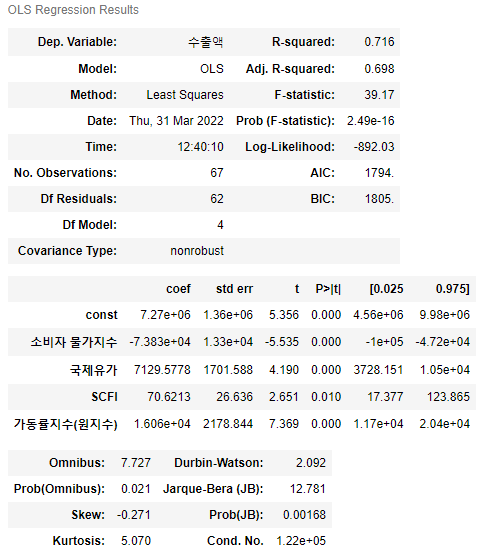 OLS Regression Results
Dep. Variable: 수출액 R-squared: 0.716
Model: OLS Adj. R-squared: 0.698
Method: Least Squares F-statistic: 39.17
Date: Thu, 31 Mar 2022 Prob (F-statistic): 2.49e-16
Time: 12:40:10 Log-Likelihood: -892.03
No. Observations: 67 AIC: 1794.
Df Residuals: 62 BIC: 1805.
Df Model: 4
Covariance Type: nonrobust
coef std err t P>|t| [0.025 0.975]
const 7.27e+06 1.36e+06 5.356 0.000 4.56e+06 9.98e+06
소비자 물가지수 -7.383e+04 1.33e+04 -5.535 0.000 -1e+05 -4.72e+04
국제유가 7129.5778 1701.588 4.190 0.000 3728.151 1.05e+04
SCFI 70.6213 26.636 2.651 0.010 17.377 123.865
가동률지수(원지수) 1.606e+04 2178.844 7.369 0.000 1.17e+04 2.04e+04
Omnibus: 7.727 Durbin-Watson: 2.092
Prob(Omnibus): 0.021 Jarque-Bera (JB): 12.781
Skew: -0.271 Prob(JB): 0.00168
Kurtosis: 5.070 Cond. No. 1.22e+05